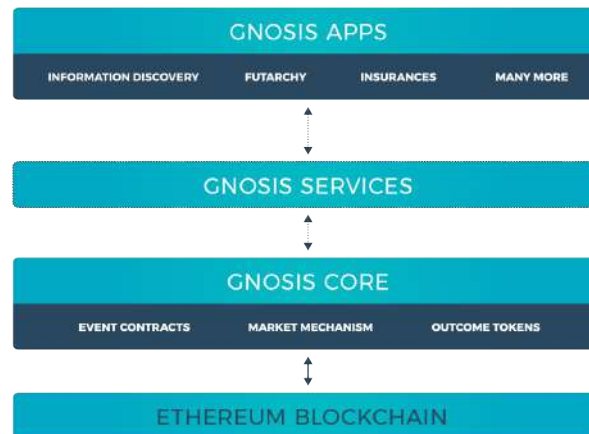 GNOSIS APPS
INFORMATION DISCOVERY FUTARCHY INSURANCES MANY MORE
GNOSIS SERVICES
GNOSIS CORE
EVENT CONTRACTS MARKET MECHANISM OUTCOME TOKENS
ETHEREUM BLOCKCHAIN